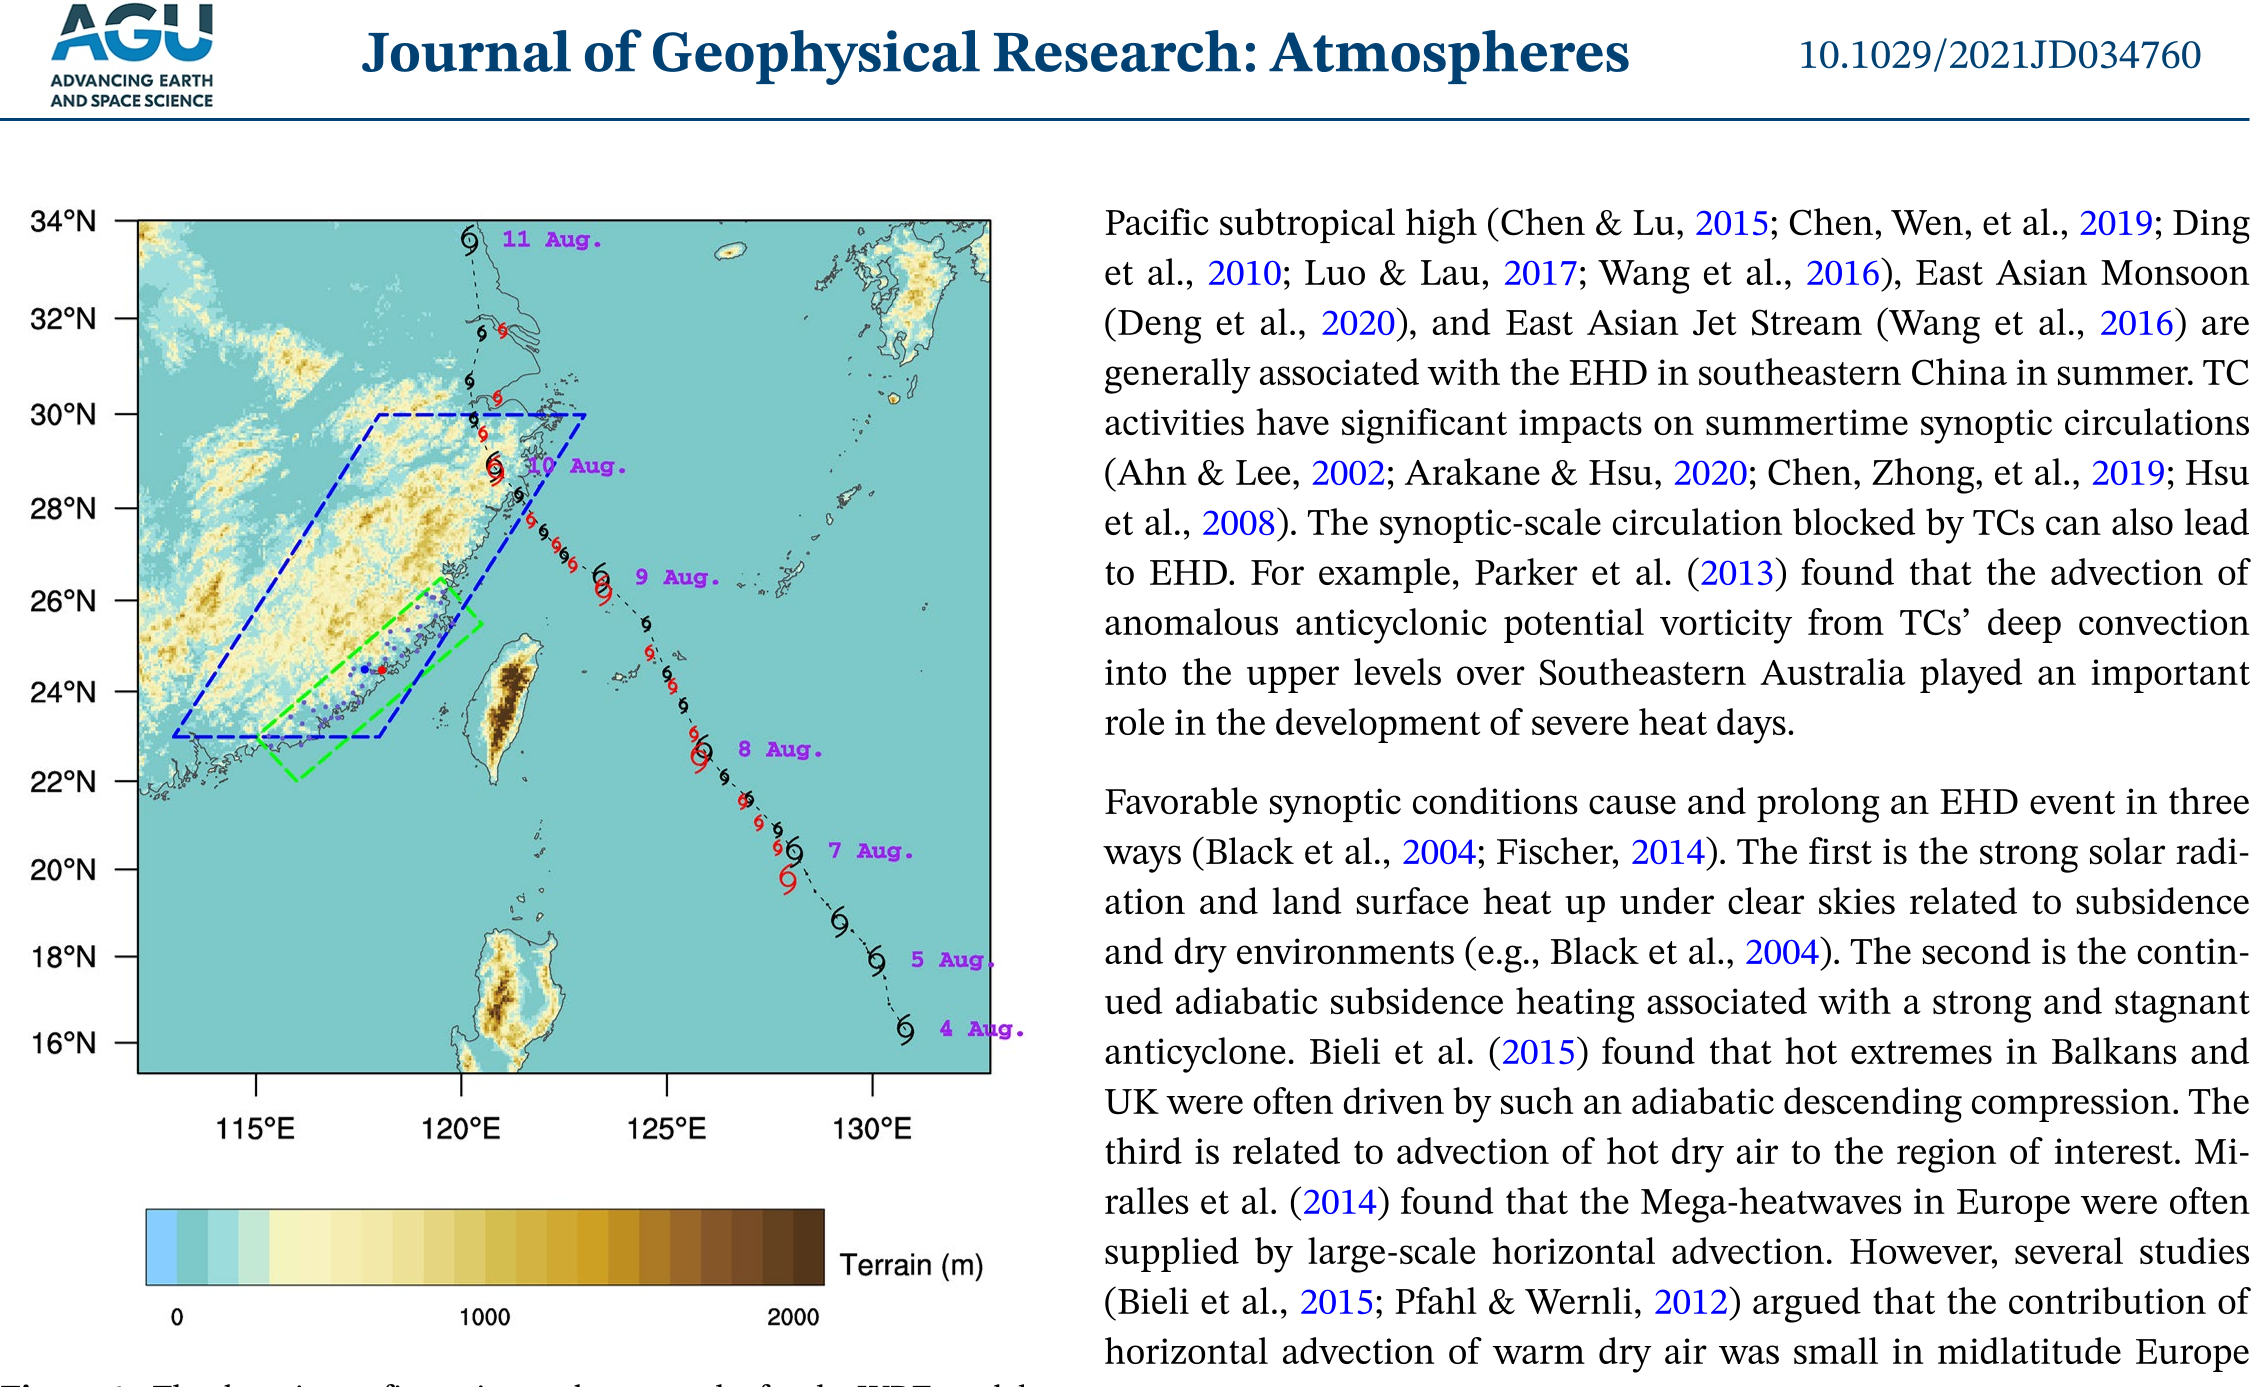 AGU
ADVANCING EARTH
AND SPACE SCIENCE
Journal of Geophysical Research: Atmospheres
10.1029/2021JD034760
34°N
32°N
30°N
28°N
26°N
24°N
22°N
20°N
18°N
16°N
11 Aug.
10 Aug.
9 Aug.
8 Aug.
7 Aug.
5 Aug.
4 Aug.
115°E
120°E
125°E
130°E
Terrain (m)
0
1000
2000
Pacific subtropical high (Chen & Lu, 2015; Chen, Wen, et al., 2019; Ding
et al., 2010; Luo & Lau, 2017; Wang et al., 2016), East Asian Monsoon
(Deng et al., 2020), and East Asian Jet Stream (Wang et al., 2016) are
generally associated with the EHD in southeastern China in summer. TC
activities have significant impacts on summertime synoptic circulations
(Ahn & Lee, 2002; Arakane & Hsu, 2020; Chen, Zhong, et al., 2019; Hsu
et al., 2008). The synoptic-scale circulation blocked by TCs can also lead
to EHD. For example, Parker et al. (2013) found that the advection of
anomalous anticyclonic potential vorticity from TCs’ deep convection
into the upper levels over Southeastern Australia played an important
role in the development of severe heat days.
Favorable synoptic conditions cause and prolong an EHD event in three
ways (Black et al., 2004; Fischer, 2014). The first is the strong solar radi-
ation and land surface heat up under clear skies related to subsidence
and dry environments (e.g., Black et al., 2004). The second is the contin-
ued adiabatic subsidence heating associated with a strong and stagnant
anticyclone. Bieli et al. (2015) found that hot extremes in Balkans and
UK were often driven by such an adiabatic descending compression. The
third is related to advection of hot dry air to the region of interest. Mi-
ralles et al. (2014) found that the Mega-heatwaves in Europe were often
supplied by large-scale horizontal advection. However, several studies
(Bieli et al., 2015; Pfahl & Wernli, 2012) argued that the contribution of
horizontal advection of warm dry air was small in midlatitude Europe